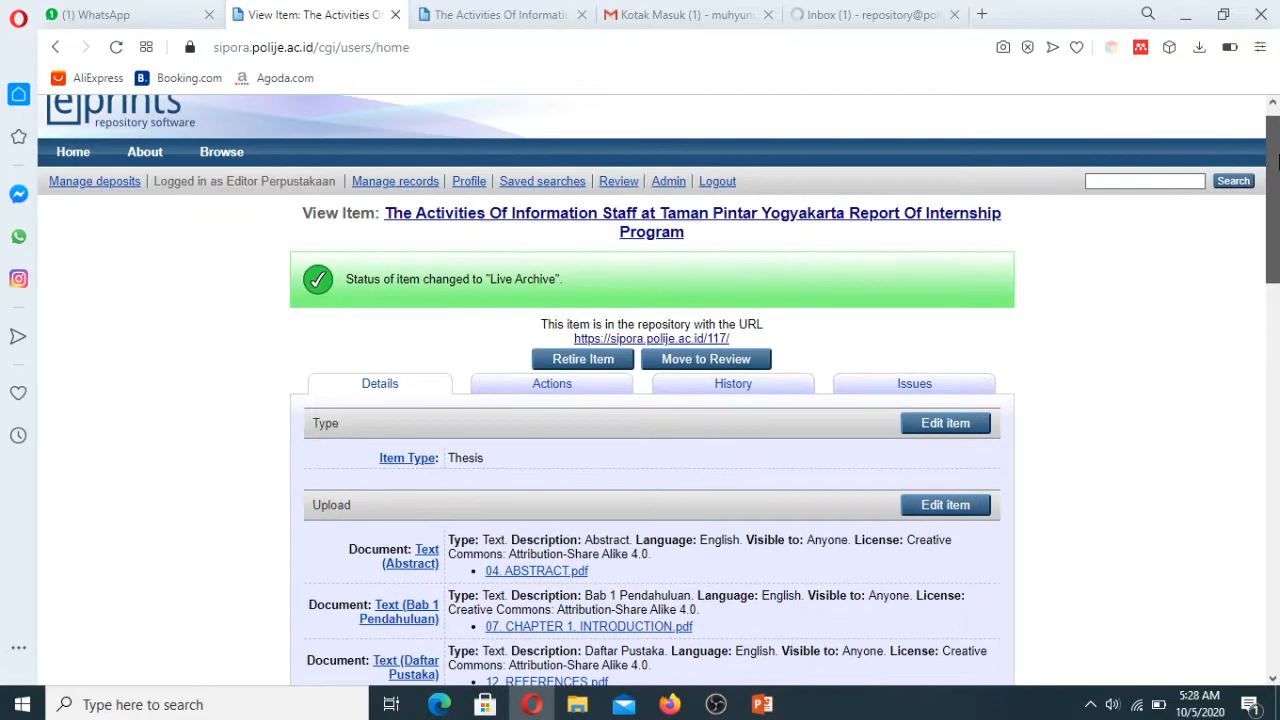 (1) WhatsApp
View Item: The Activities O
The Activities Of Informatio
Kotak Masuk (1) - muhyunu
Inbox (1) - repository@poli
sipora.polije.ac.id/cgi/users/home
AliExpress
Booking.com
Agoda.com
eprints
repository software
Home
About
Browse
Manage deposits
Logged in as Editor Perpustakaan
Manage records
Profile
Saved searches
Review
Admin
Logout
Search
View Item: The Activities Of Information Staff at Taman Pintar Yogyakarta Report Of Internship
Program
Status of item changed to "Live Archive".
This item is in the repository with the URL
https://sipora.polije.ac.id/117/
Retire Item
Move to Review
Details
Actions
History
Issues
Type
Edit item
Item Type: Thesis
Upload
Edit item
Document: Text
(Abstract)
Type: Text. Description: Abstract. Language: English. Visible to: Anyone. License: Creative
Commons: Attribution-Share Alike 4.0.
04. ABSTRACT.pdf
Document: Text (Bab 1
Pendahuluan)
Type: Text. Description: Bab 1 Pendahuluan. Language: English. Visible to: Anyone. License:
Creative Commons: Attribution-Share Alike 4.0.
07. CHAPTER 1. INTRODUCTION.pdf
Document: Text (Daftar
Pustaka)
Type: Text. Description: Daftar Pustaka. Language: English. Visible to: Anyone. License: Creative
Commons: Attribution-Share Alike 4.0.
12. REFERENCES.pdf
Type here to search
5:28 AM
10/5/2020